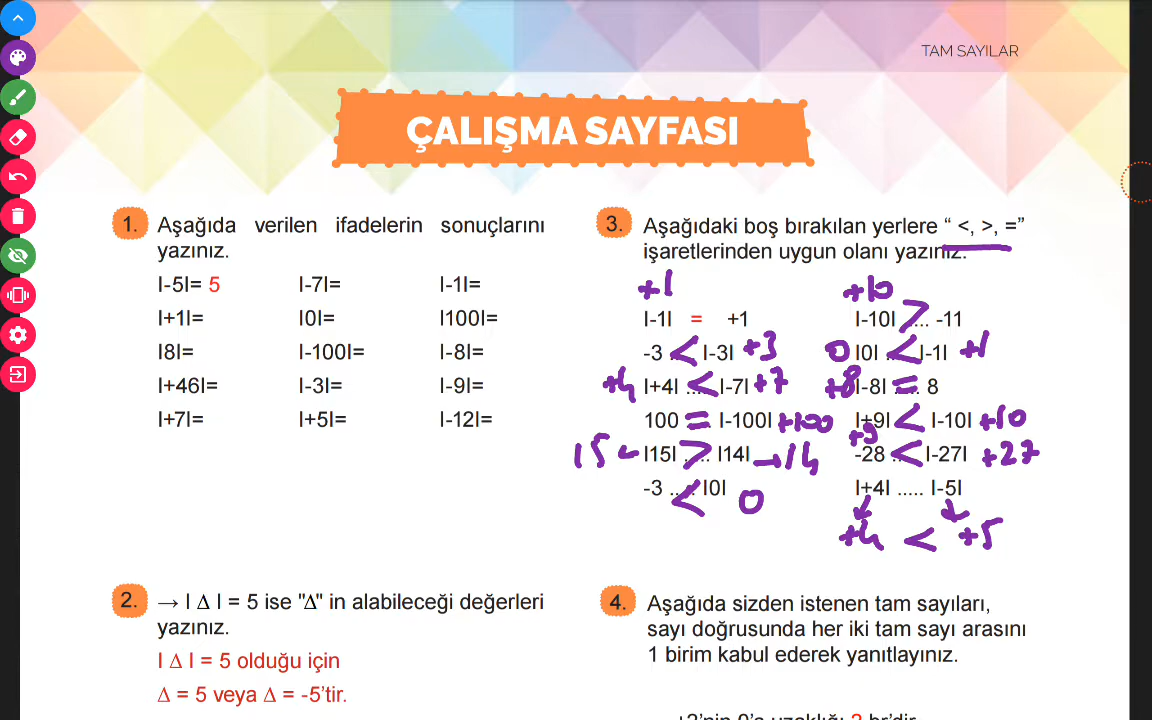 TAM SAYILAR
ÇALIŞMA SAYFASI
1. Aşağıda verilen ifadelerin sonuçlarını
yazınız.
I-5I= 5 I-7I= I-1I=
I+1I= I0I= I100I=
I8I= I-100I= I-8I=
I+46I= I-3I= I-9I=
I+7I= I+5I= I-12I=
2. → I Δ I = 5 ise "Δ" in alabileceği değerleri
yazınız.
I Δ I = 5 olduğu için
Δ = 5 veya Δ = -5'tir.
3. Aşağıdaki boş bırakılan yerlere “ <, >, =”
işaretlerinden uygun olanı yazınız.
+1 +10
I-1I = +1 I-10I > .... -11
-3 < I-3I +3 0 I0I < I-1I +1
+4 I+4I < I-7I +7 +8 I-8I = 8
100 = I-100I +100 I+9I < I-10I +10
+9
15 ← I15I > I14I → 14 -28 < I-27I +27
-3 < I0I 0 I+4I ..... I-5I
+4 < +5
4. Aşağıda sizden istenen tam sayıları,
sayı doğrusunda her iki tam sayı arasını
1 birim kabul ederek yanıtlayınız.